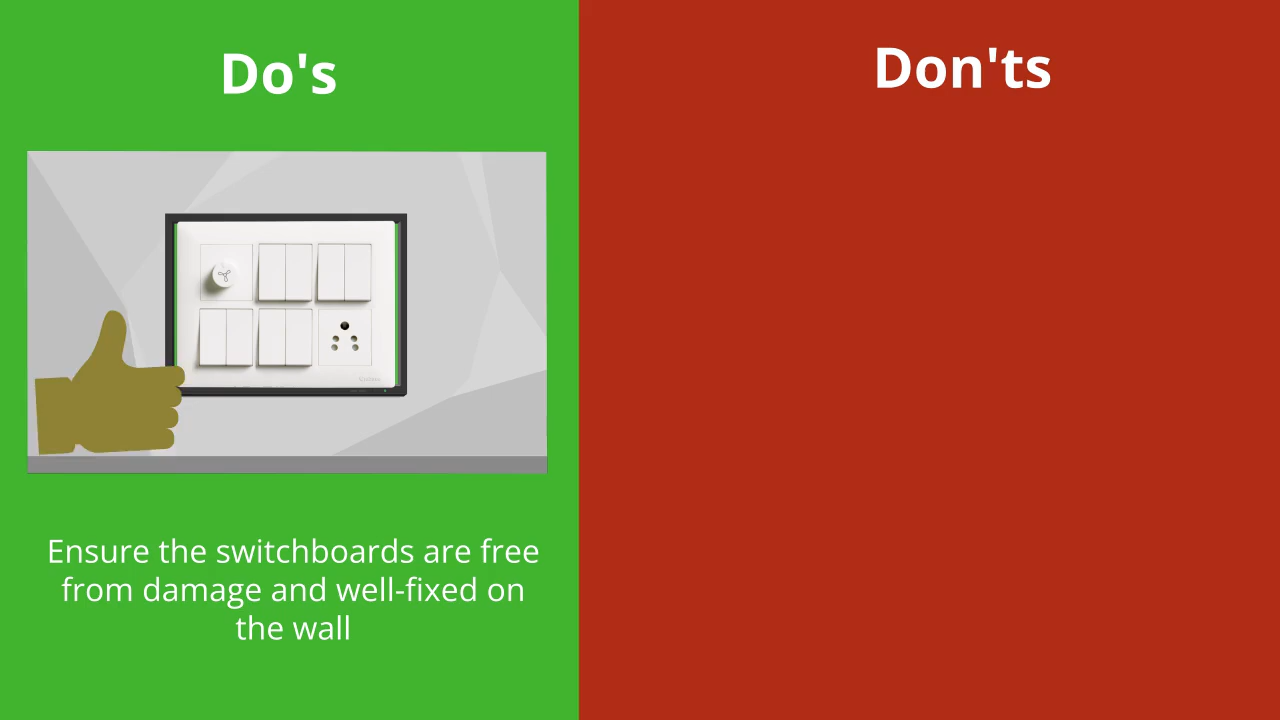 Do's
Don'ts
Ensure the switchboards are free
from damage and well-fixed on
the wall